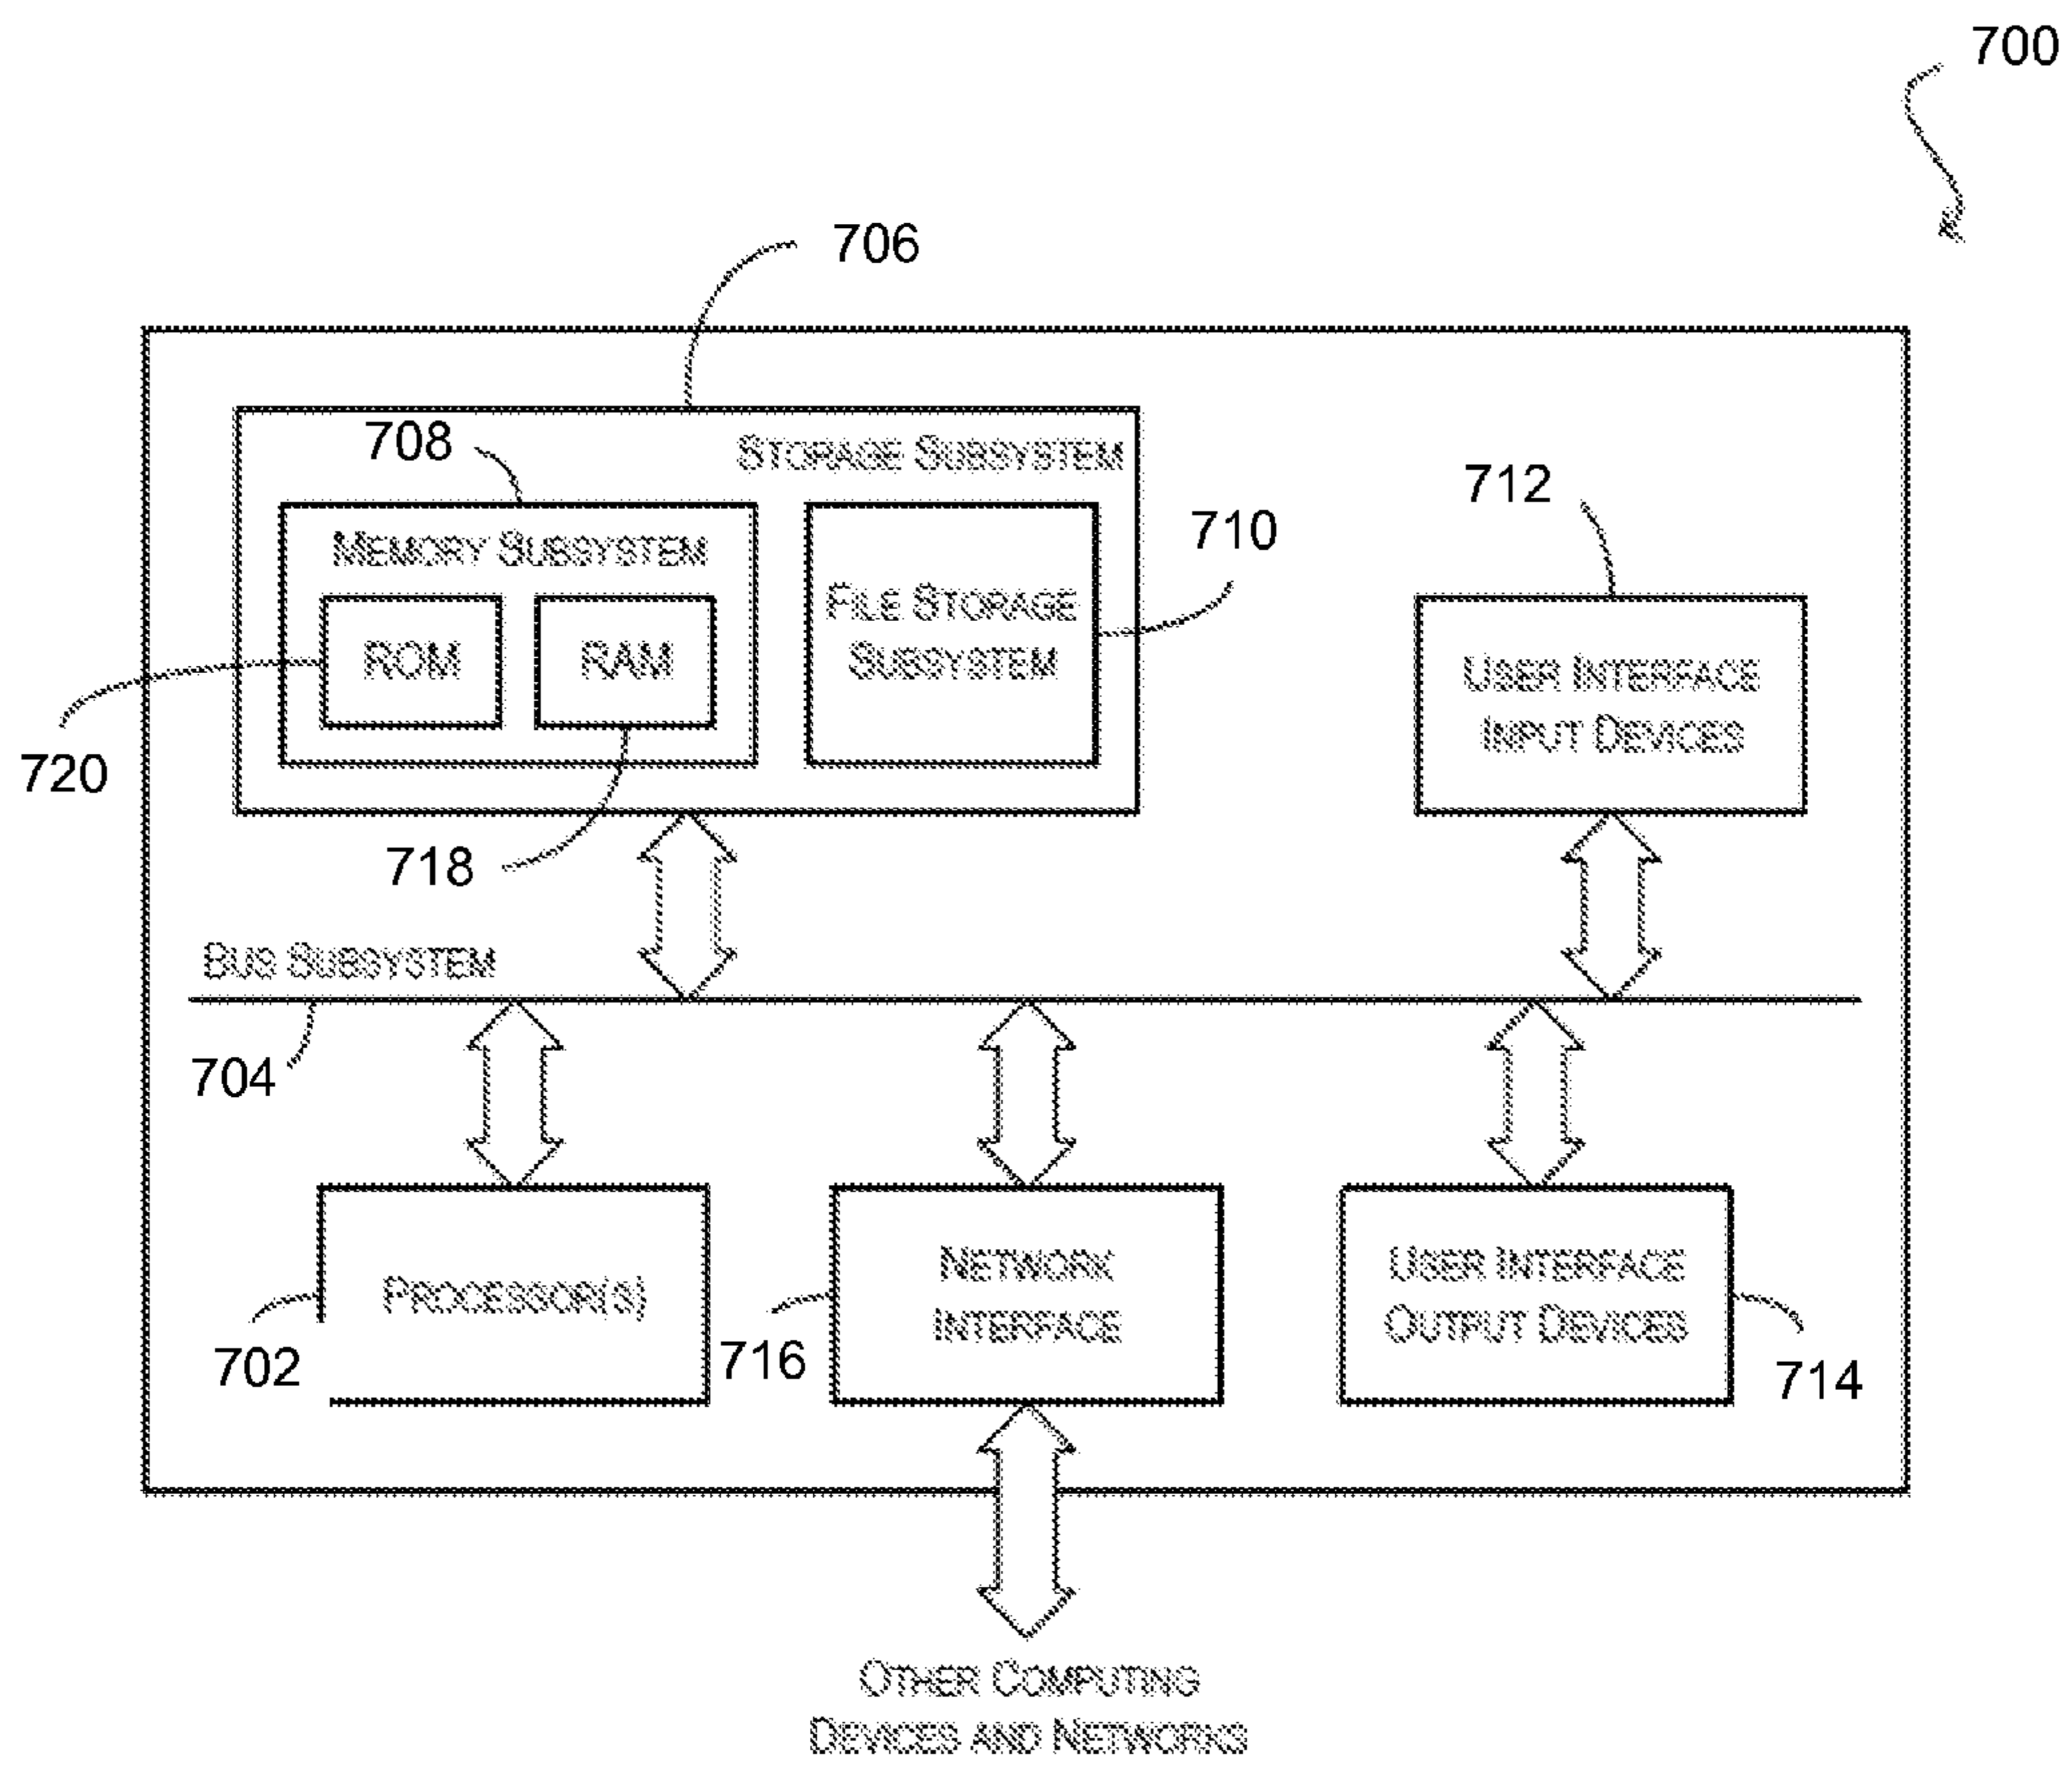 700
706
708
STORAGE SUBSYSTEM
712
710
MEMORY SUBSYSTEM
FILE STORAGE
SUBSYSTEM
ROM
RAM
USER INTERFACE
INPUT DEVICES
720
718
BUS SUBSYSTEM
704
PROCESSOR(S)
NETWORK
INTERFACE
USER INTERFACE
OUTPUT DEVICES
702
716
714
OTHER COMPUTING
DEVICES AND NETWORKS